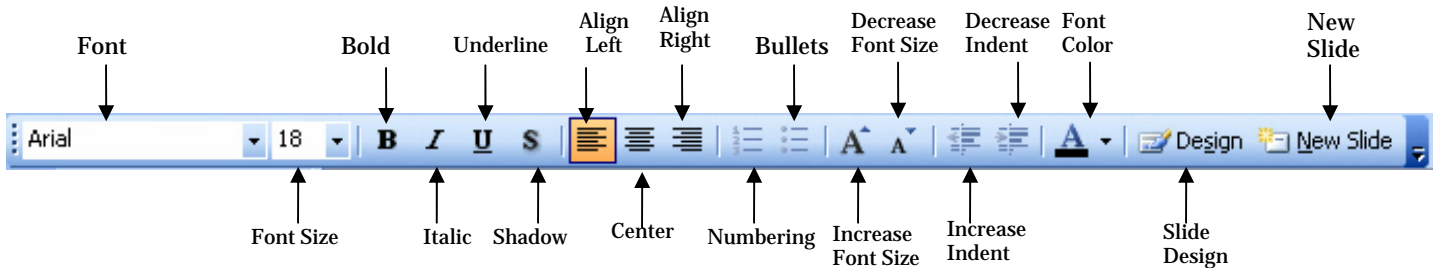 Font
Bold
Underline
Align
Left
Align
Right
Bullets
Decrease
Font Size
Decrease
Indent
Font
Color
New
Slide
Arial 18 B I U S A A A Design New Slide
Font Size
Italic
Shadow
Center
Numbering
Increase
Font Size
Increase
Indent
Slide
Design